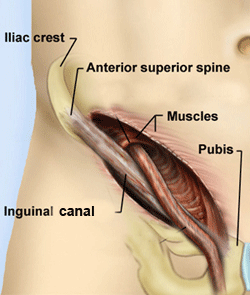 Iliac crest
Anterior superior spine
Muscles
Pubis
Inguinal canal